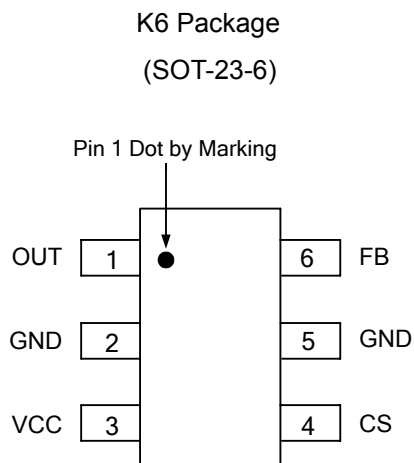 K6 Package
(SOT-23-6)
Pin 1 Dot by Marking
OUT 1 6 FB
GND 2 5 GND
VCC 3 4 CS